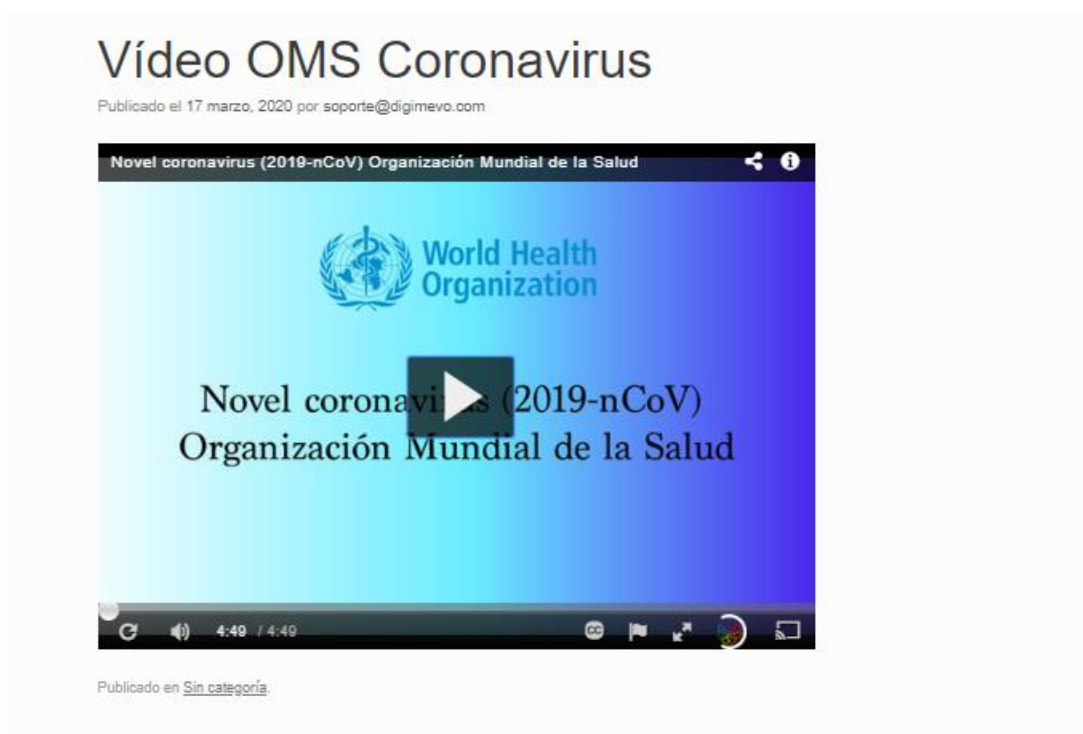 Vídeo OMS Coronavirus
Publicado el 17 marzo, 2020 por soporte@digimevo.com
Novel coronavirus (2019-nCoV) Organización Mundial de la Salud
World Health
Organization
Novel coronavirus (2019-nCoV)
Organización Mundial de la Salud
4:49 / 4:49
CC
Publicado en Sin categoría.